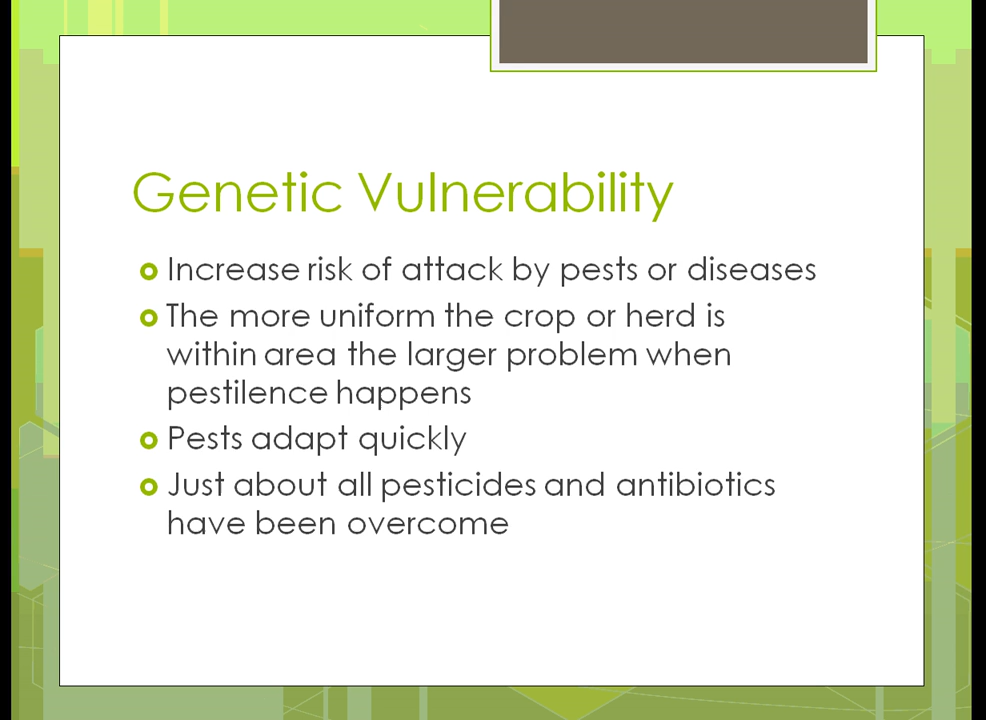 Genetic Vulnerability
Increase risk of attack by pests or diseases
The more uniform the crop or herd is
within area the larger problem when
pestilence happens
Pests adapt quickly
Just about all pesticides and antibiotics
have been overcome